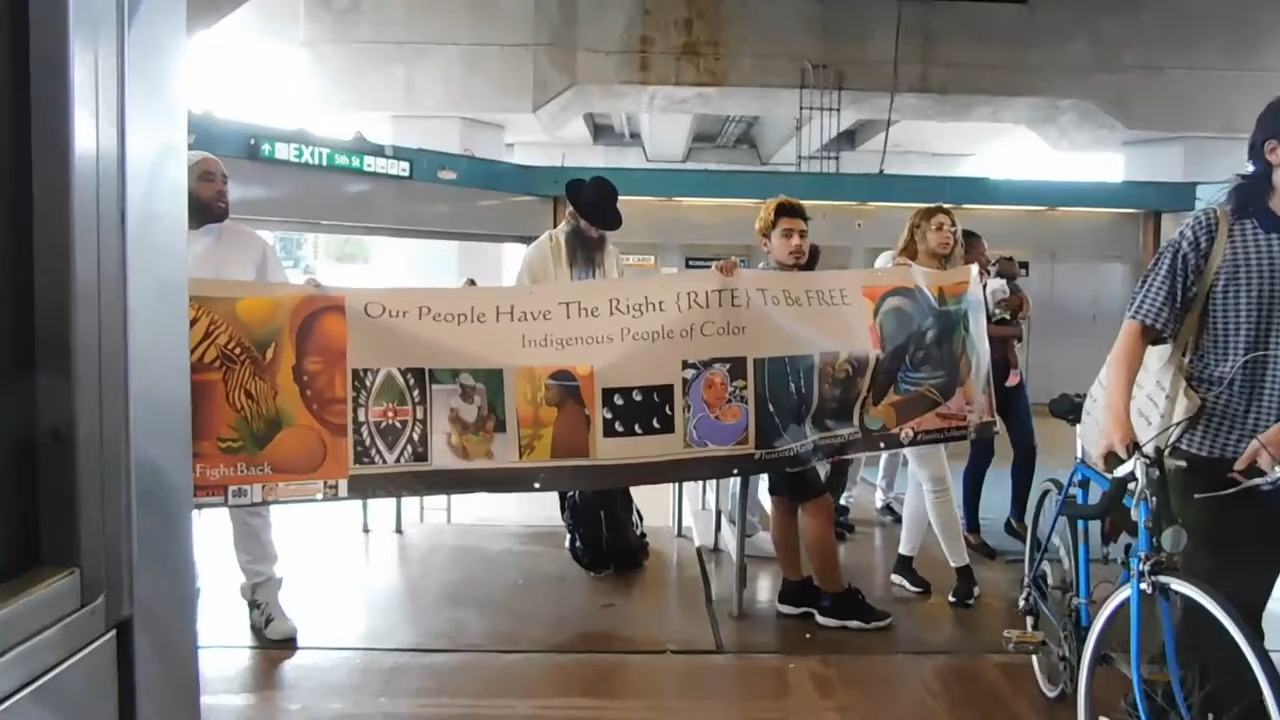 EXIT 5th St
Our People Have The Right {RITE} To Be FREE
Indigenous People of Color
FightBack